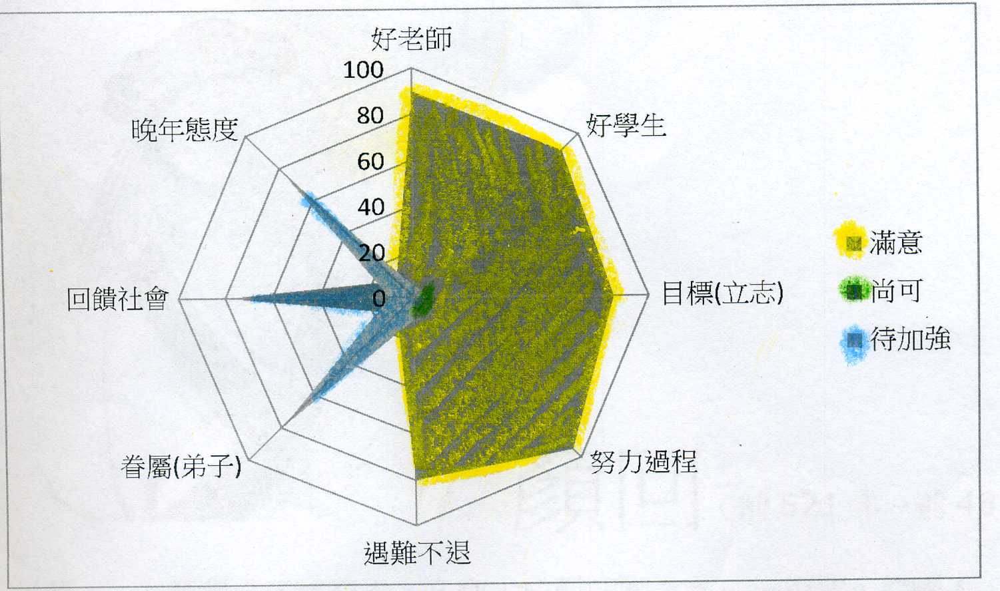 好老師
100
80
60
40
20
0
好學生
目標(立志)
努力過程
遇難不退
眷屬(弟子)
回饋社會
晚年態度
滿意
尚可
待加強